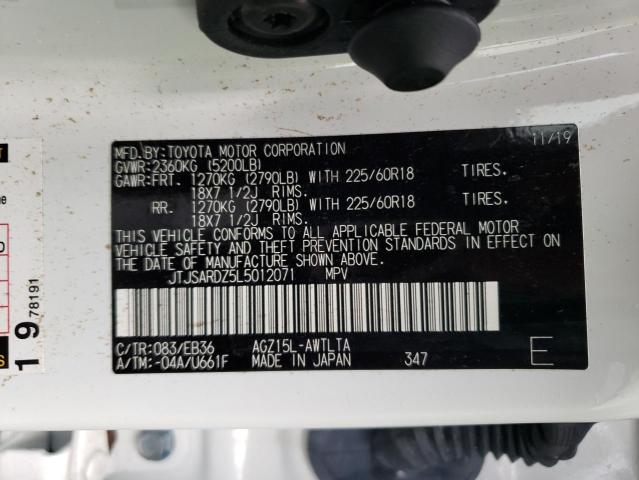 MFD.BY:TOYOTA MOTOR CORPORATION 11/19
GVWR:2360KG (5200LB)
GAWR:FRT. 1270KG (2790LB) WITH 225/60R18 TIRES.
18X7 1/2J RIMS.
RR. 1270KG (2790LB) WITH 225/60R18 TIRES.
18X7 1/2J RIMS.
THIS VEHICLE CONFORMS TO ALL APPLICABLE FEDERAL MOTOR
VEHICLE SAFETY AND THEFT PREVENTION STANDARDS IN EFFECT ON
THE DATE OF MANUFACTURE SHOWN ABOVE.
JTJSARDZ5L5012071 MPV
C/TR:083/EB36 AGZ15L-AWTLTA
A/TM:-04A/U661F MADE IN JAPAN 347 E
19 78191